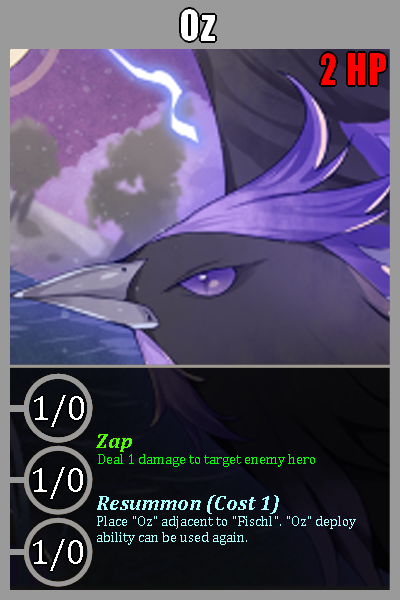 Oz
2 HP
1/0
Zap
Deal 1 damage to target enemy hero
1/0
Resummon (Cost 1)
Place "Oz" adjacent to "Fischl". "Oz" deploy
ability can be used again.
1/0